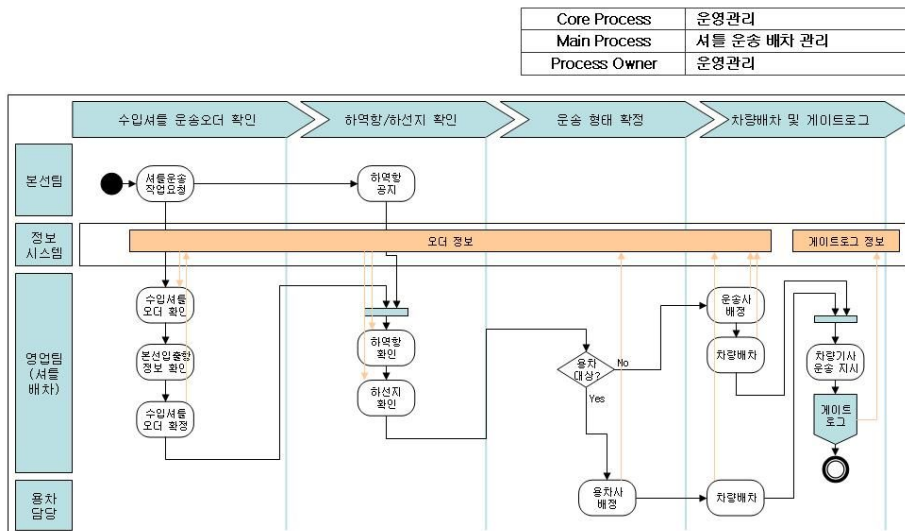 Core Process 운영관리
Main Process 셔틀 운송 배차 관리
Process Owner 운영관리
수입셔틀 운송오더 확인
하역항/하선지 확인
운송 형태 확정
차량배차 및 게이트로그
본선팀
셔틀운송
작업요청
하역항
공지
정보
시스템
오더 정보
게이트로그 정보
영업팀
(셔틀
배차)
수입셔틀
오더 확인
본선입출항
정보 확인
수입셔틀
오더 확정
하역항
확인
하선지
확인
용차
대상?
No
Yes
운송사
배정
차량배차
차량기사
운송 지시
게이트
로그
용차
담당
용차사
배정
차량배차